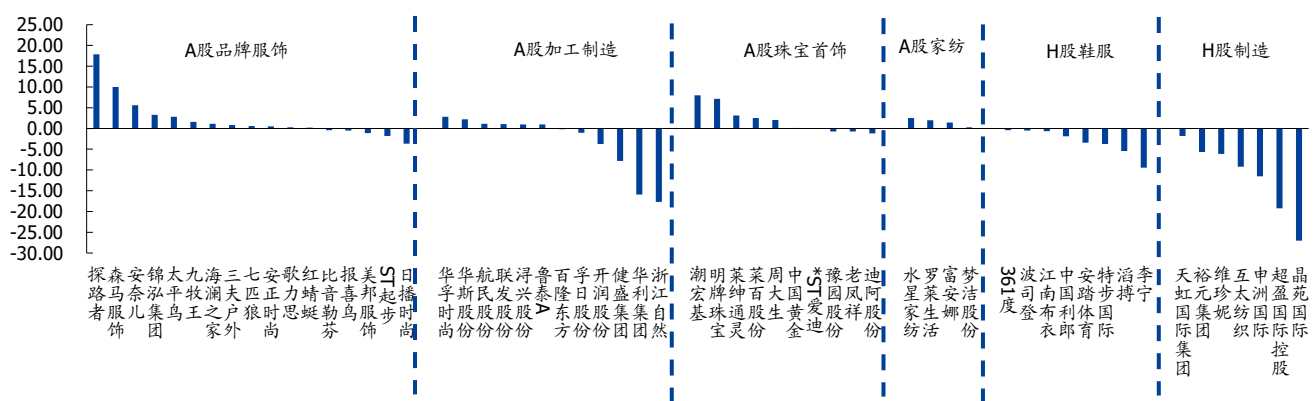 25.00
20.00
15.00
10.00
5.00
0.00
-5.00
-10.00
-15.00
-20.00
-25.00
-30.00
A股品牌服饰
A股加工制造
A股珠宝首饰
A股家纺
H股鞋服
H股制造
探路者
森马服饰
安奈儿
锦泓集团
太平鸟
九牧王
海澜之家
三夫户外
七匹狼
安正时尚
歌力思
红蜻蜓
比音勒芬
报喜鸟
美邦服饰
ST起步
日播时尚
华孚时尚
华斯股份
航民股份
联发股份
浔兴股份
鲁泰A
百隆东方
孚日股份
开润股份
健盛集团
华利集团
浙江自然
潮宏基
明牌珠宝
莱绅通灵
菜百股份
周大生
中国黄金
*ST爱迪)
豫园股份
老凤祥
迪阿股份
水星家纺
罗莱生活
富安娜
梦洁股份
361度
波司登
江南布衣
中国利郎
安踏体育
特步国际
滔搏
李宁
天虹国际集团
裕元集团
维珍妮
互太纺织
申洲国际
超盈国际控股
晶苑国际